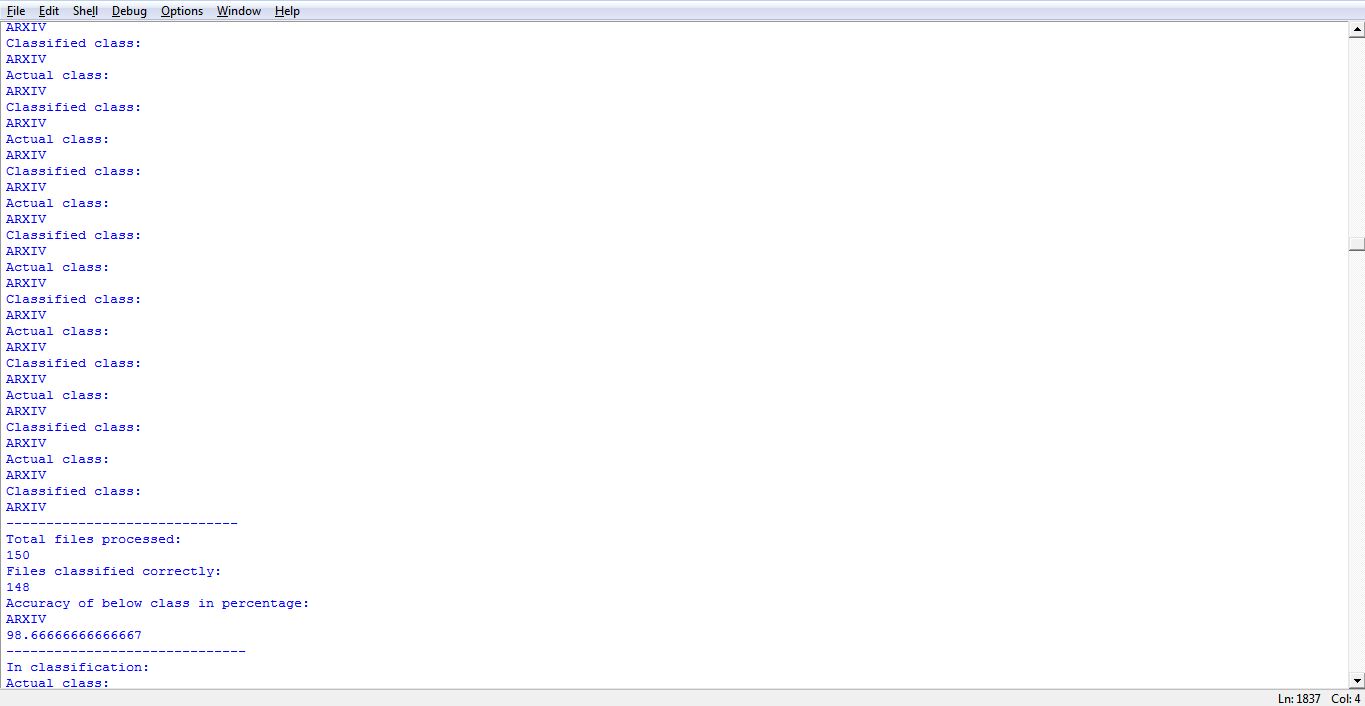 File Edit Shell Debug Options Window Help
ARXIV
Classified class:
ARXIV
Actual class:
ARXIV
Classified class:
ARXIV
Actual class:
ARXIV
Classified class:
ARXIV
Actual class:
ARXIV
Classified class:
ARXIV
Actual class:
ARXIV
Classified class:
ARXIV
Actual class:
ARXIV
Classified class:
ARXIV
Actual class:
ARXIV
Classified class:
ARXIV
Actual class:
ARXIV
Classified class:
ARXIV
-----------------------------
Total files processed:
150
Files classified correctly:
148
Accuracy of below class in percentage:
ARXIV
98.66666666666667
------------------------------
In classification:
Actual class:
Ln: 1837 Col: 4